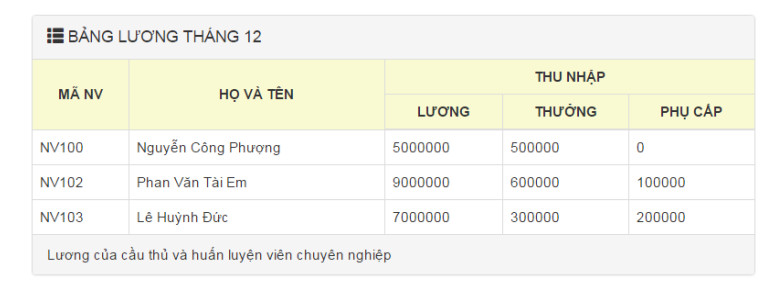 BẢNG LƯƠNG THÁNG 12
MÃ NV HỌ VÀ TÊN THU NHẬP
LƯƠNG THƯỞNG PHỤ CẤP
NV100 Nguyễn Công Phượng 5000000 500000 0
NV102 Phan Văn Tài Em 9000000 600000 100000
NV103 Lê Huỳnh Đức 7000000 300000 200000
Lương của cầu thủ và huấn luyện viên chuyên nghiệp